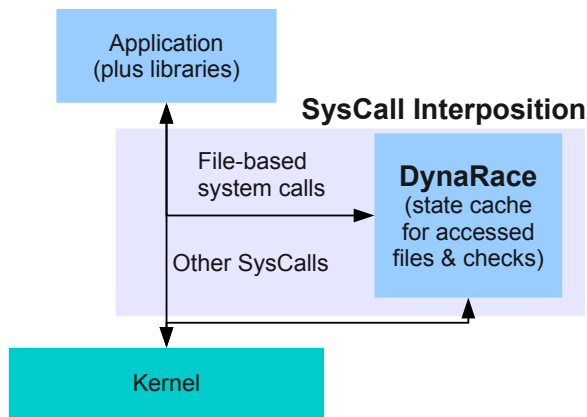 Application
(plus libraries)
SysCall Interposition
File-based
system calls
DynaRace
(state cache
for accessed
files & checks)
Other SysCalls
Kernel